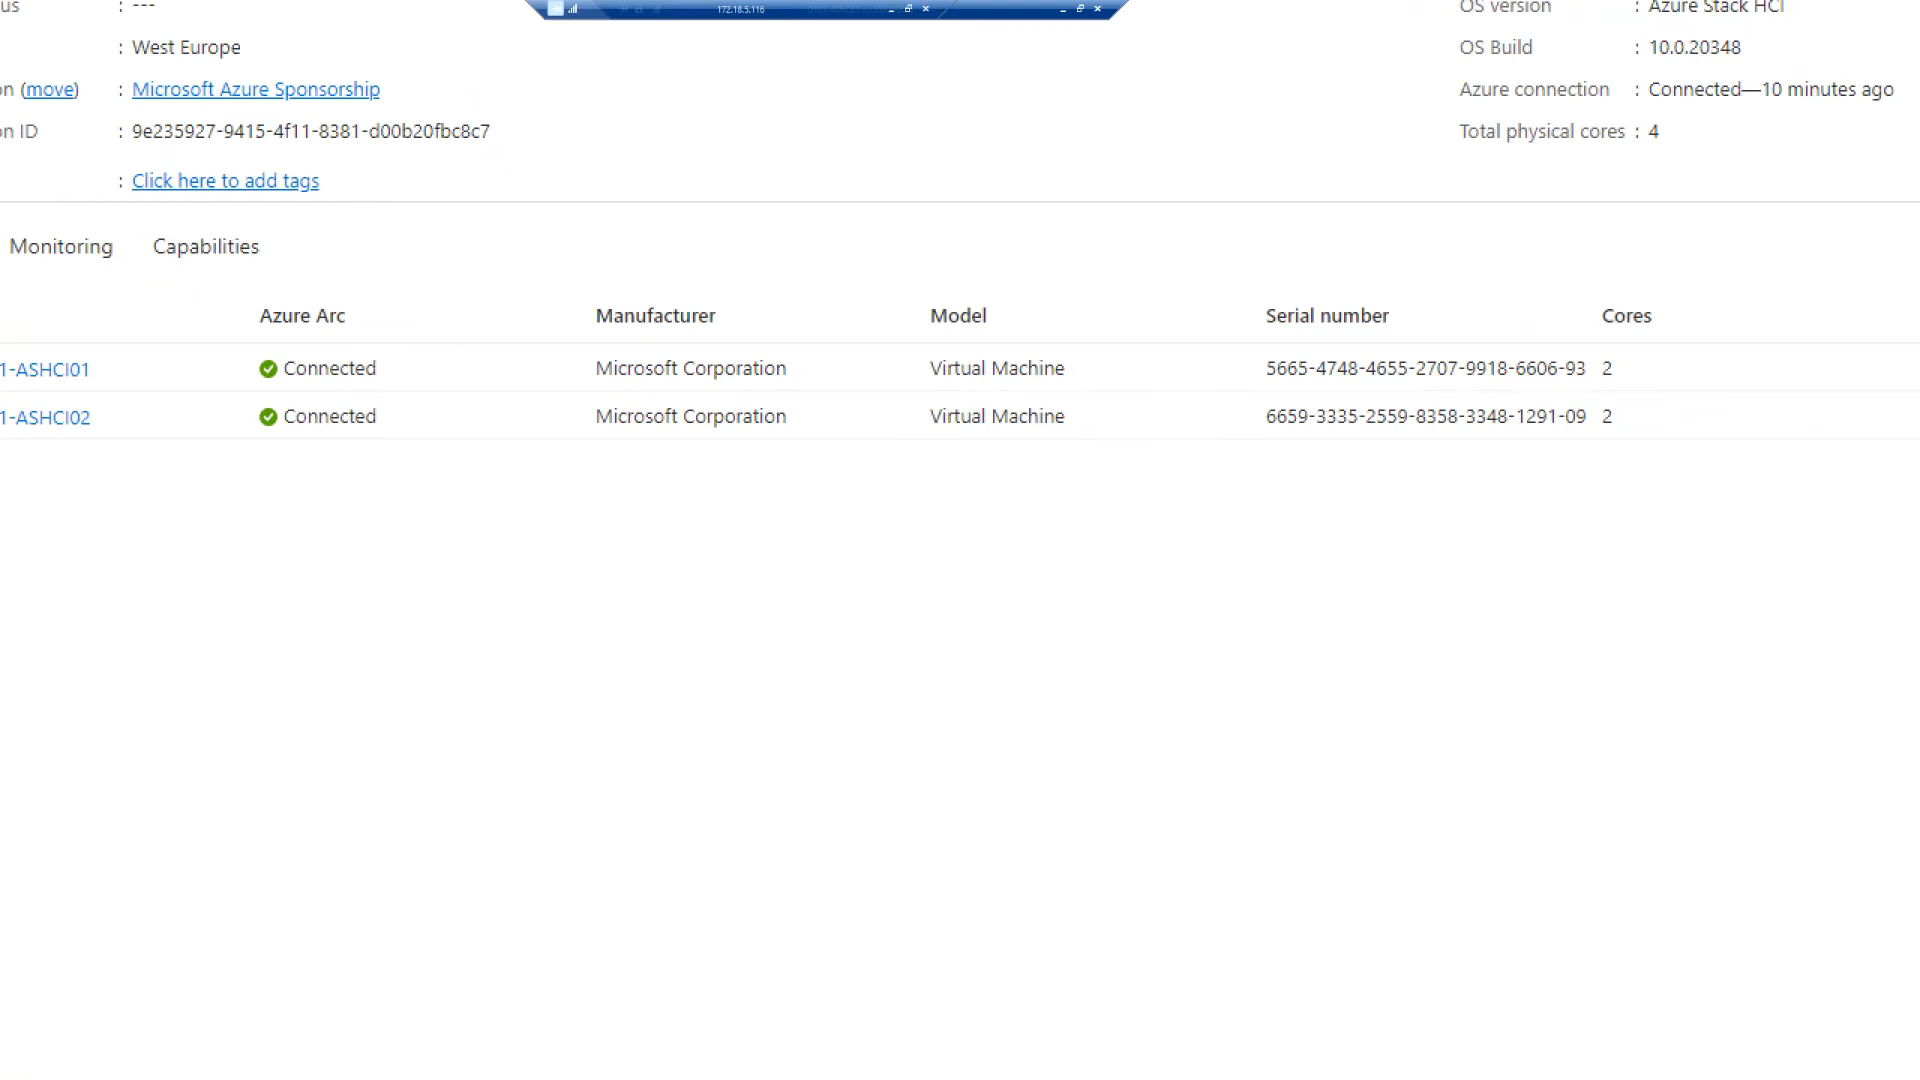 us : --- OS version : Azure Stack HCI
172.18.5.116
: West Europe OS Build : 10.0.20348
on (move) : Microsoft Azure Sponsorship Azure connection : Connected—10 minutes ago
on ID : 9e235927-9415-4f11-8381-d00b20fbc8c7 Total physical cores : 4
: Click here to add tags
Monitoring Capabilities
Azure Arc Manufacturer Model Serial number Cores
1-ASHCI01 Connected Microsoft Corporation Virtual Machine 5665-4748-4655-2707-9918-6606-93 2
1-ASHCI02 Connected Microsoft Corporation Virtual Machine 6659-3335-2559-8358-3348-1291-09 2